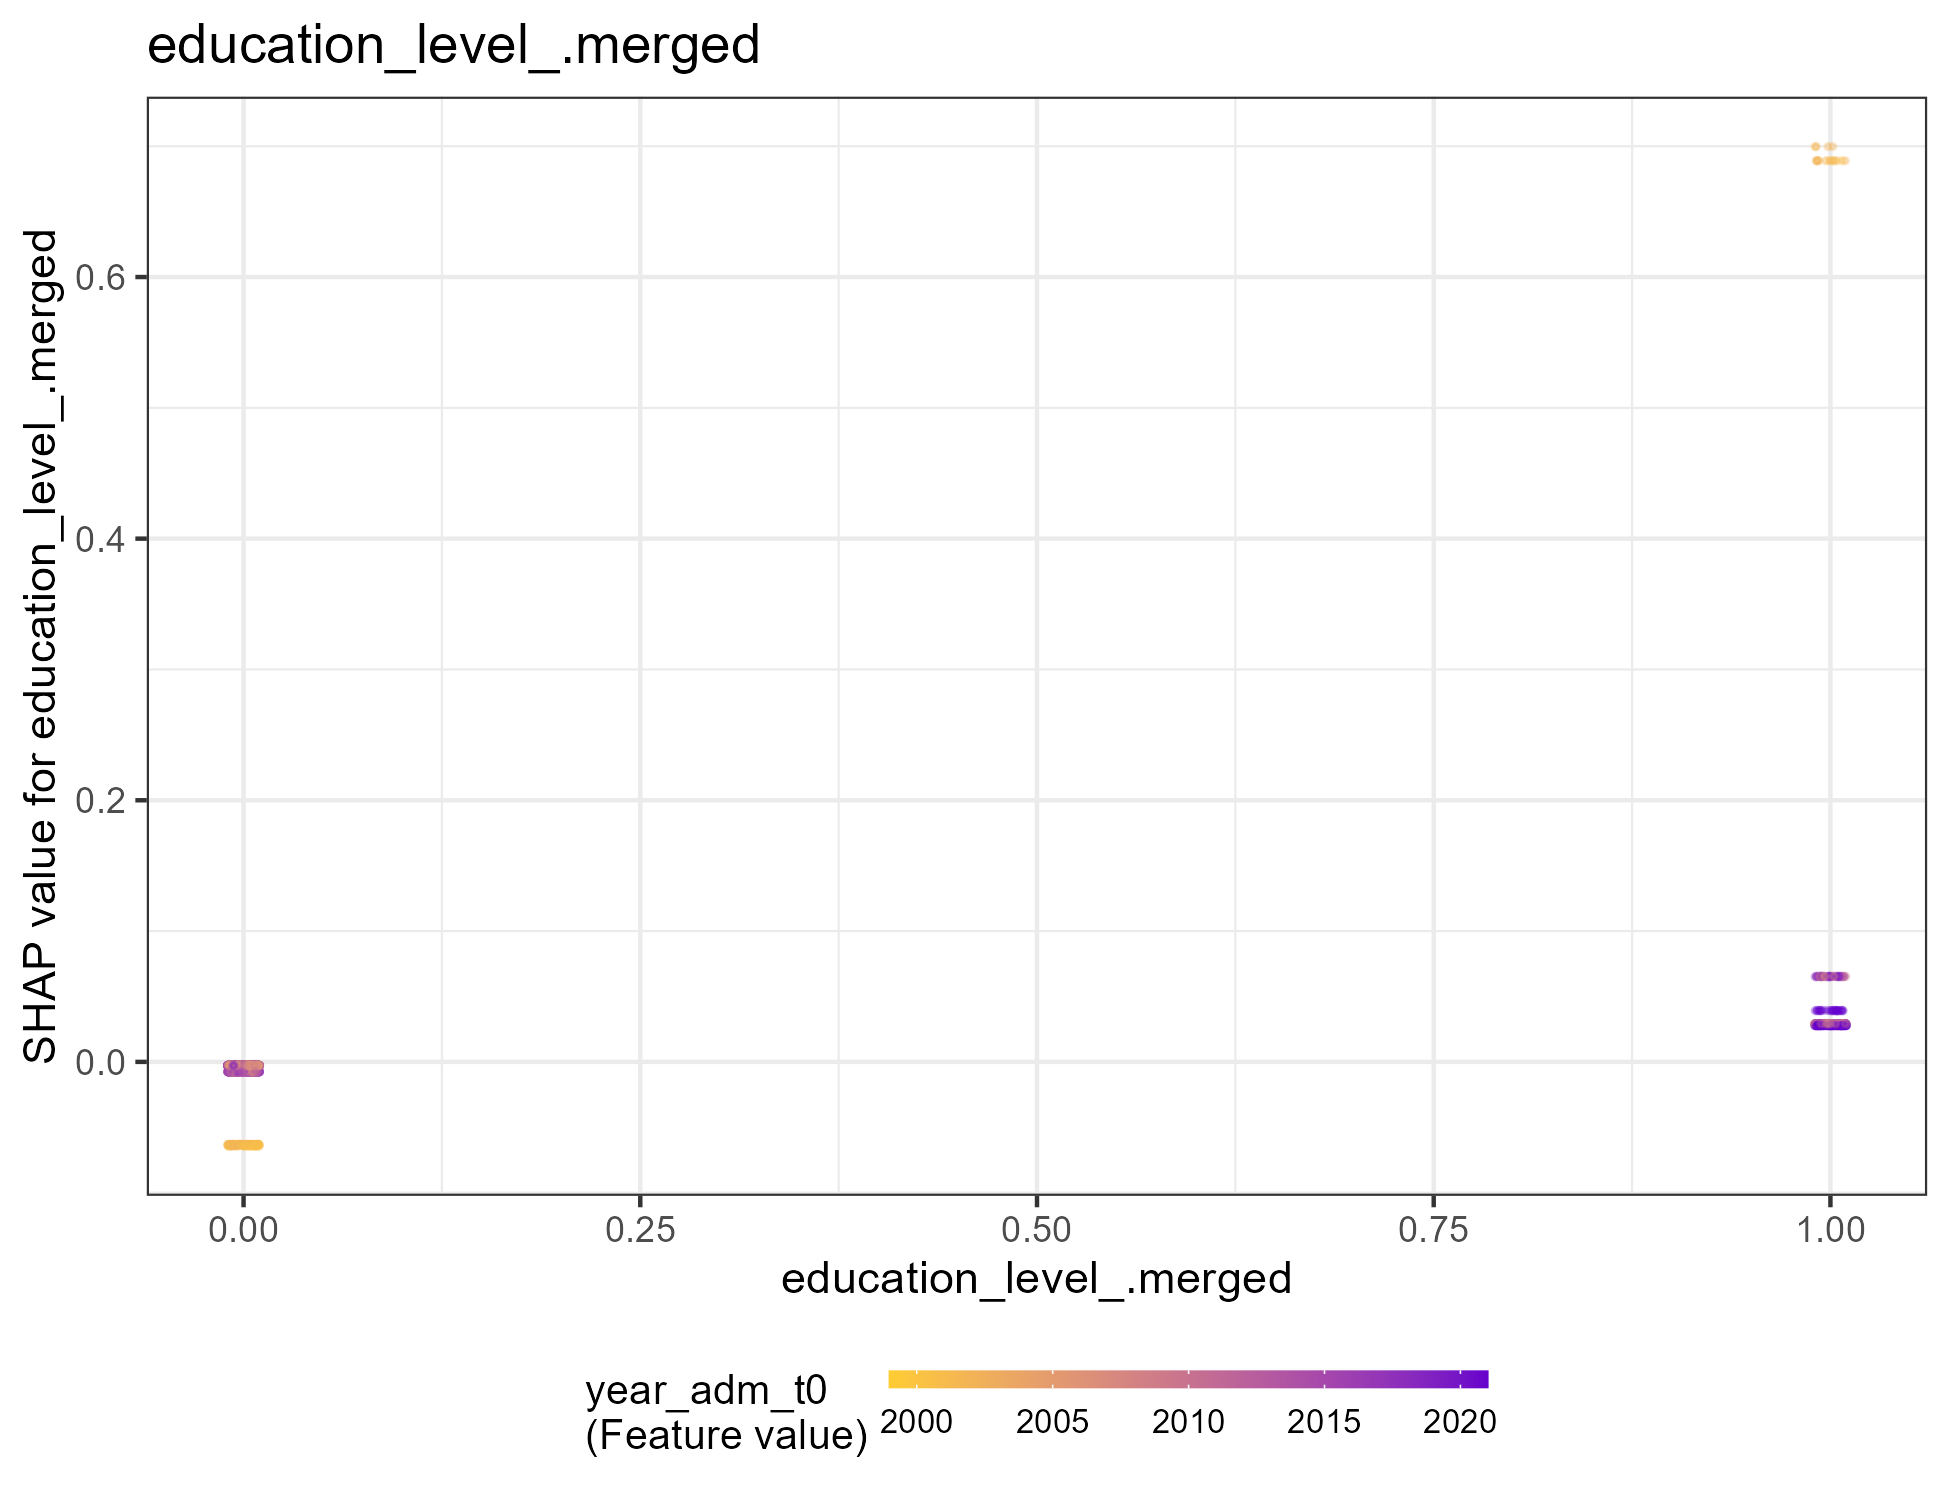 education_level_.merged
SHAP value for education_level_.merged
0.6
0.4
0.2
0.0
0.00 0.25 0.50 0.75 1.00
education_level_.merged
year_adm_t0
(Feature value)
2000 2005 2010 2015 2020